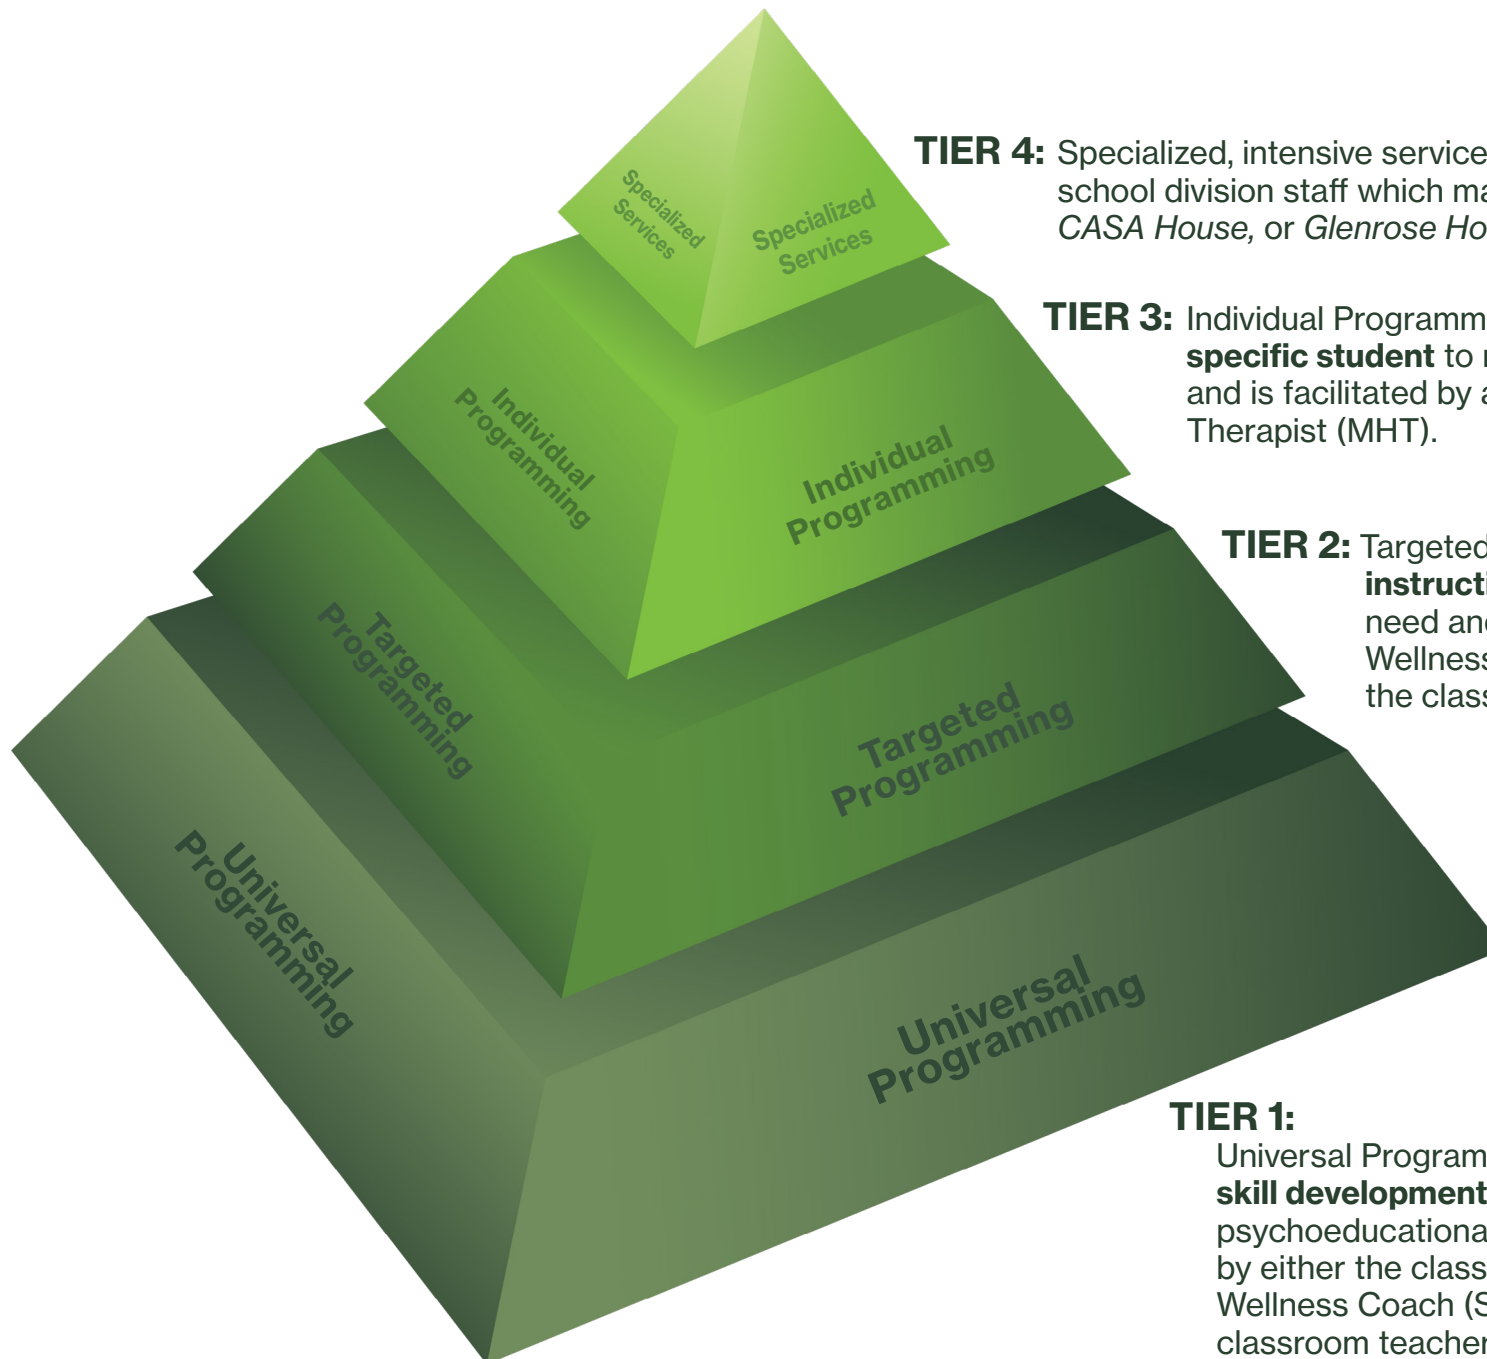 TIER 4: Specialized, intensive service
school division staff which ma
CASA House, or Glenrose Ho
Specialized
Services
Specialized
Services
TIER 3: Individual Programm
specific student to
and is facilitated by a
Therapist (MHT).
Individual
Programming
Individual
Programming
TIER 2: Targeted
instructi
need and
Wellness
the class
Targeted
Programming
Targeted
Programming
Universal
Programming
Universal
Programming
TIER 1:
Universal Program
skill development
psychoeducationa
by either the class
Wellness Coach (S
classroom teacher